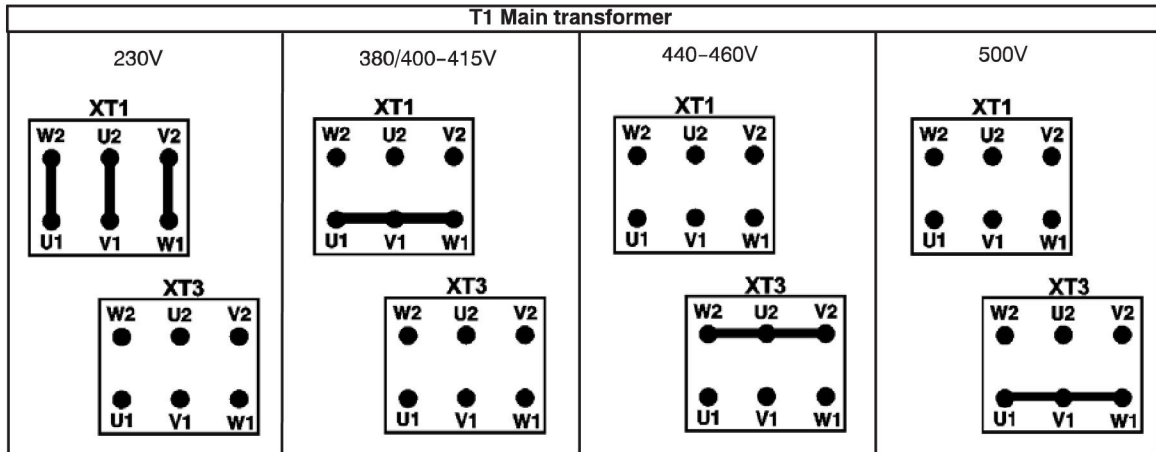 T1 Main transformer
230V
XT1
W2 U2 V2
U1 V1 W1
XT3
W2 U2 V2
U1 V1 W1
380/400-415V
XT1
W2 U2 V2
U1 V1 W1
XT3
W2 U2 V2
U1 V1 W1
440-460V
XT1
W2 U2 V2
U1 V1 W1
XT3
W2 U2 V2
U1 V1 W1
500V
XT1
W2 U2 V2
U1 V1 W1
XT3
W2 U2 V2
U1 V1 W1